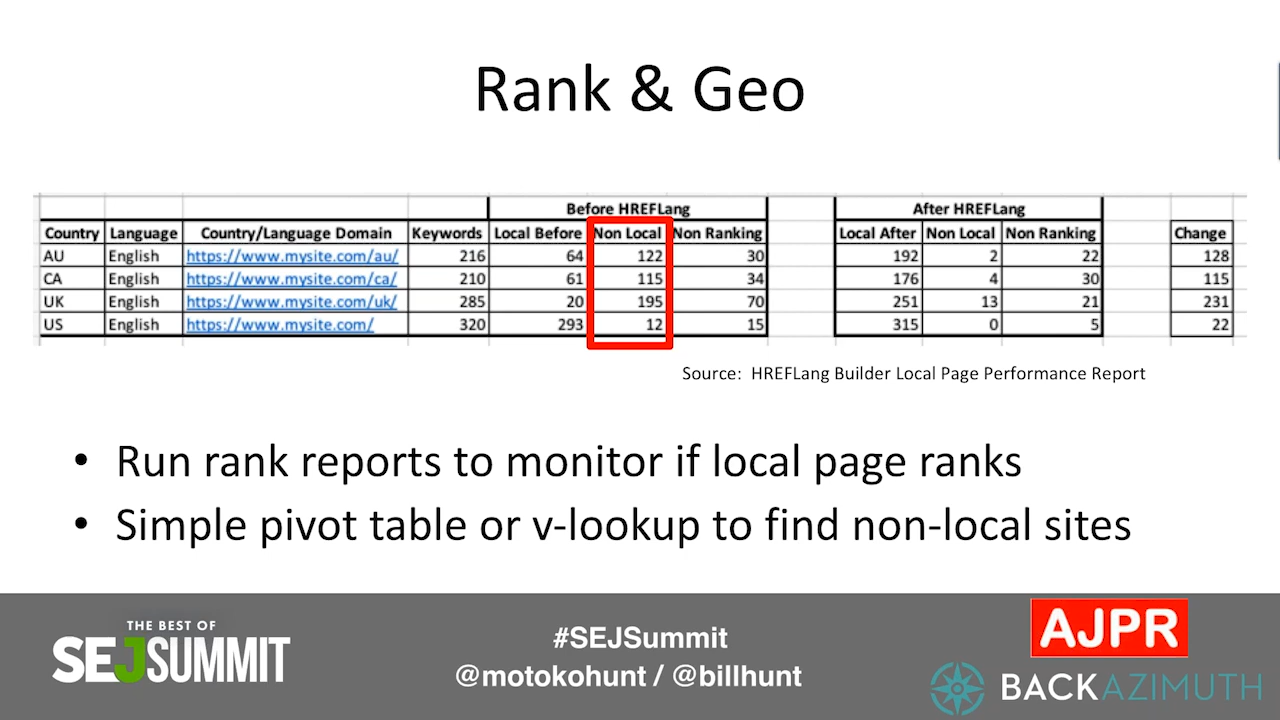 Rank & Geo
Before HREFLang After HREFLang
Country Language Country/Language Domain Keywords Local Before Non Local Non Ranking Local After Non Local Non Ranking Change
AU English https://www.mysite.com/au/ 216 64 122 30 192 2 22 128
CA English https://www.mysite.com/ca/ 210 61 115 34 176 4 30 115
UK English https://www.mysite.com/uk/ 285 20 195 70 251 13 21 231
US English https://www.mysite.com/ 320 293 12 15 315 0 5 22
Source: HREFLang Builder Local Page Performance Report
• Run rank reports to monitor if local page ranks
• Simple pivot table or v-lookup to find non-local sites
THE BEST OF
SEJSUMMIT
#SEJSummit
@motokohunt / @billhunt
AJPR
BACKAZIMUTH